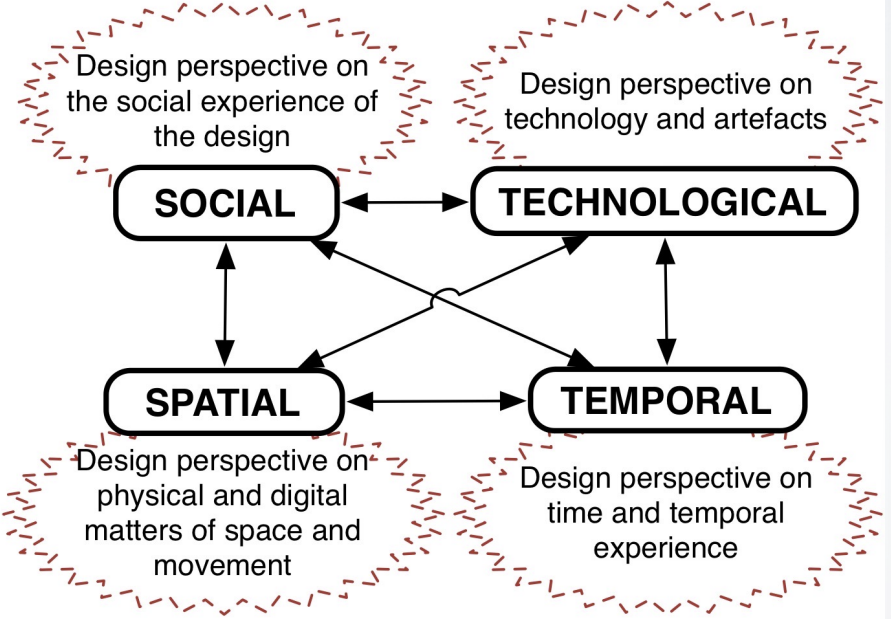 Design perspective on
the social experience of
the design
Design perspective on
technology and artefacts
SOCIAL
TECHNOLOGICAL
SPATIAL
TEMPORAL
Design perspective on
physical and digital
matters of space and
movement
Design perspective on
time and temporal
experience